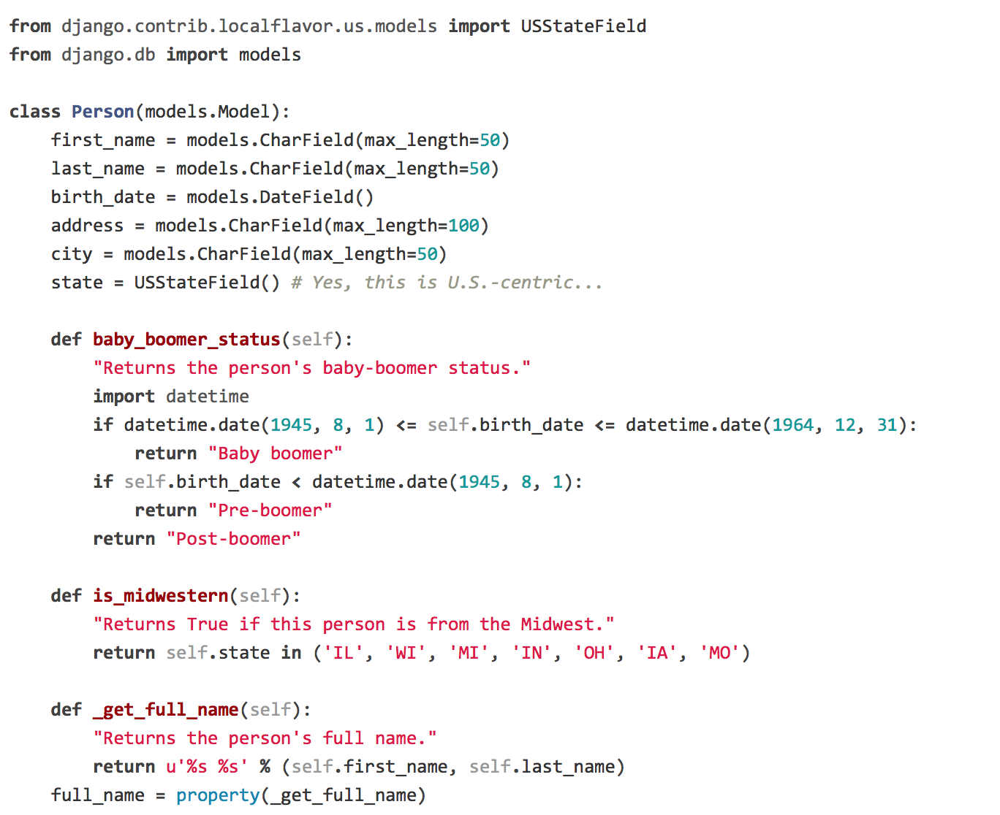 from django.contrib.localflavor.us.models import USStateField
from django.db import models

class Person(models.Model):
    first_name = models.CharField(max_length=50)
    last_name = models.CharField(max_length=50)
    birth_date = models.DateField()
    address = models.CharField(max_length=100)
    city = models.CharField(max_length=50)
    state = USStateField() # Yes, this is U.S.-centric...

    def baby_boomer_status(self):
        "Returns the person's baby-boomer status."
        import datetime
        if datetime.date(1945, 8, 1) <= self.birth_date <= datetime.date(1964, 12, 31):
            return "Baby boomer"
        if self.birth_date < datetime.date(1945, 8, 1):
            return "Pre-boomer"
        return "Post-boomer"

    def is_midwestern(self):
        "Returns True if this person is from the Midwest."
        return self.state in ('IL', 'WI', 'MI', 'IN', 'OH', 'IA', 'MO')

    def _get_full_name(self):
        "Returns the person's full name."
        return u'%s %s' % (self.first_name, self.last_name)
    full_name = property(_get_full_name)